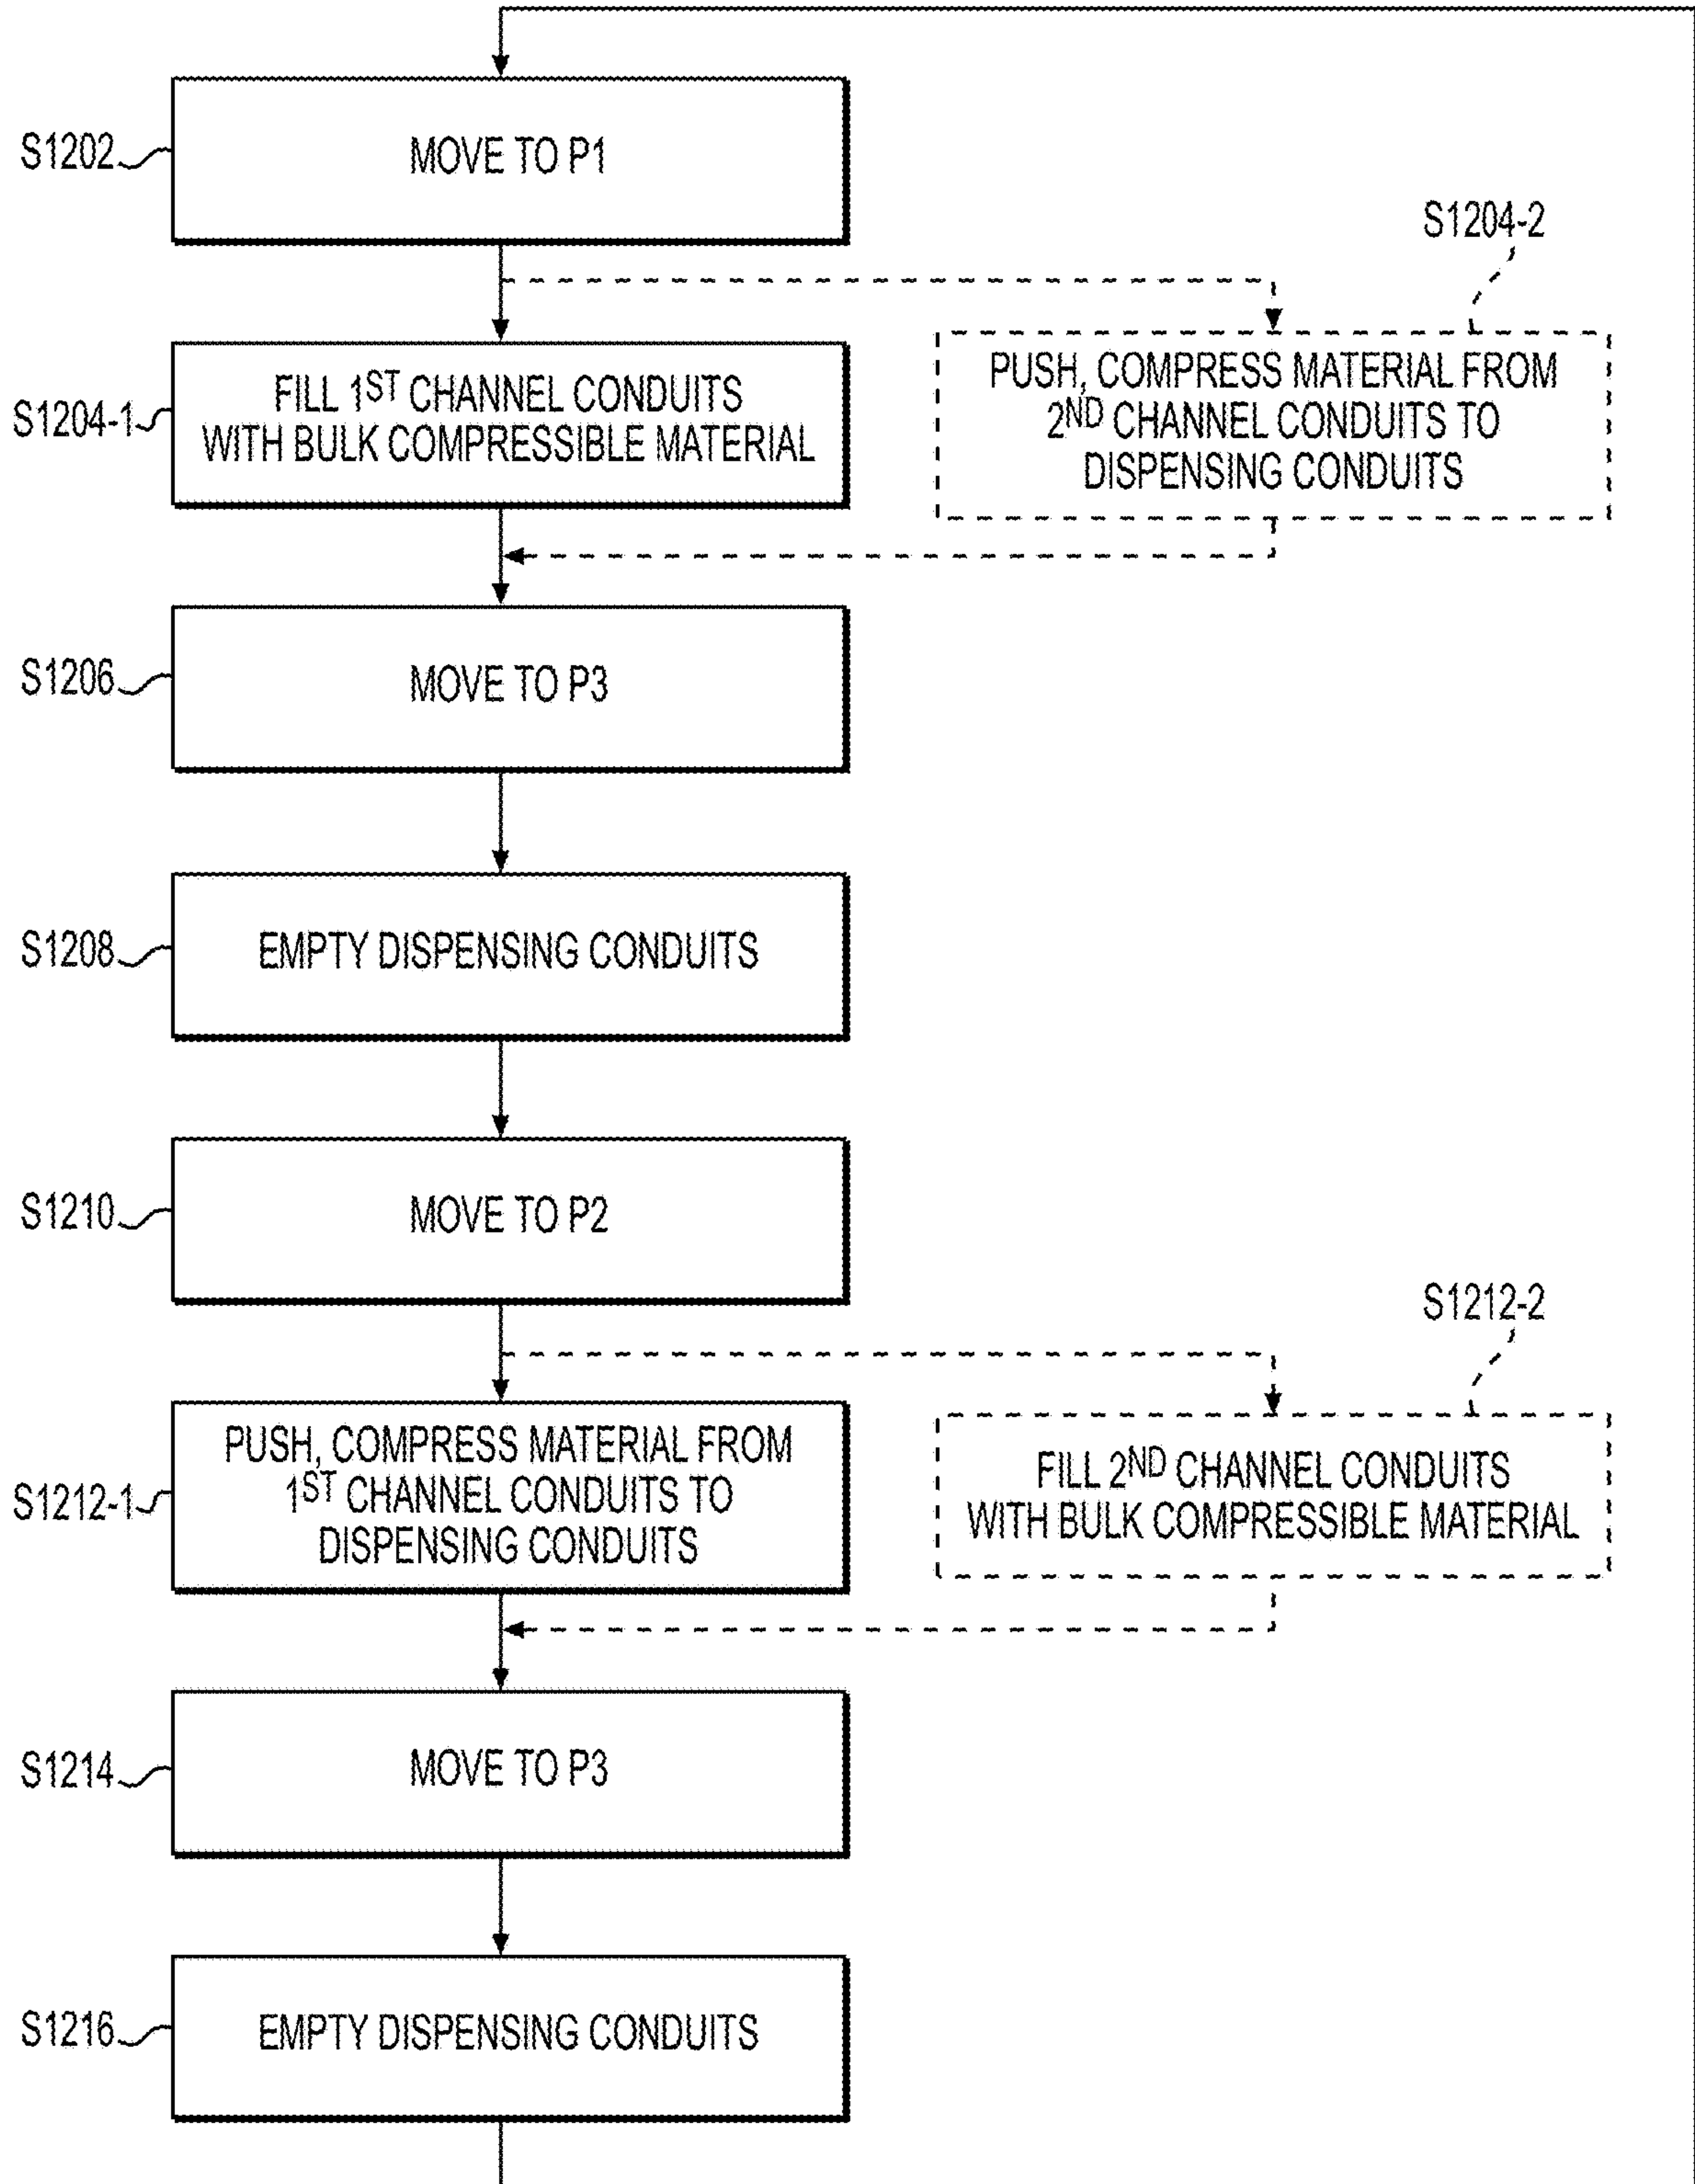 S1202
MOVE TO P1
S1204-2
S1204-1
FILL 1ST CHANNEL CONDUITS
WITH BULK COMPRESSIBLE MATERIAL
PUSH, COMPRESS MATERIAL FROM
2ND CHANNEL CONDUITS TO
DISPENSING CONDUITS
S1206
MOVE TO P3
S1208
EMPTY DISPENSING CONDUITS
S1210
MOVE TO P2
S1212-2
S1212-1
PUSH, COMPRESS MATERIAL FROM
1ST CHANNEL CONDUITS TO
DISPENSING CONDUITS
FILL 2ND CHANNEL CONDUITS
WITH BULK COMPRESSIBLE MATERIAL
S1214
MOVE TO P3
S1216
EMPTY DISPENSING CONDUITS